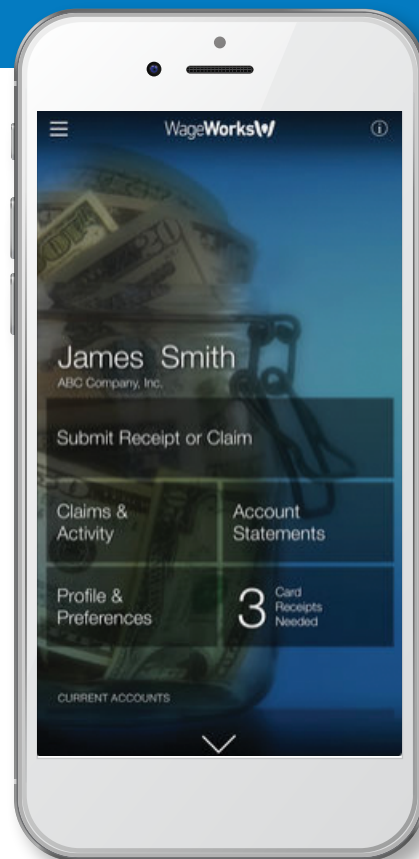 WageWorks
James Smith
ABC Company, Inc.
Submit Receipt or Claim
Claims &
Activity
Account
Statements
Profile &
Preferences
3
Card
Receipts
Needed
CURRENT ACCOUNTS